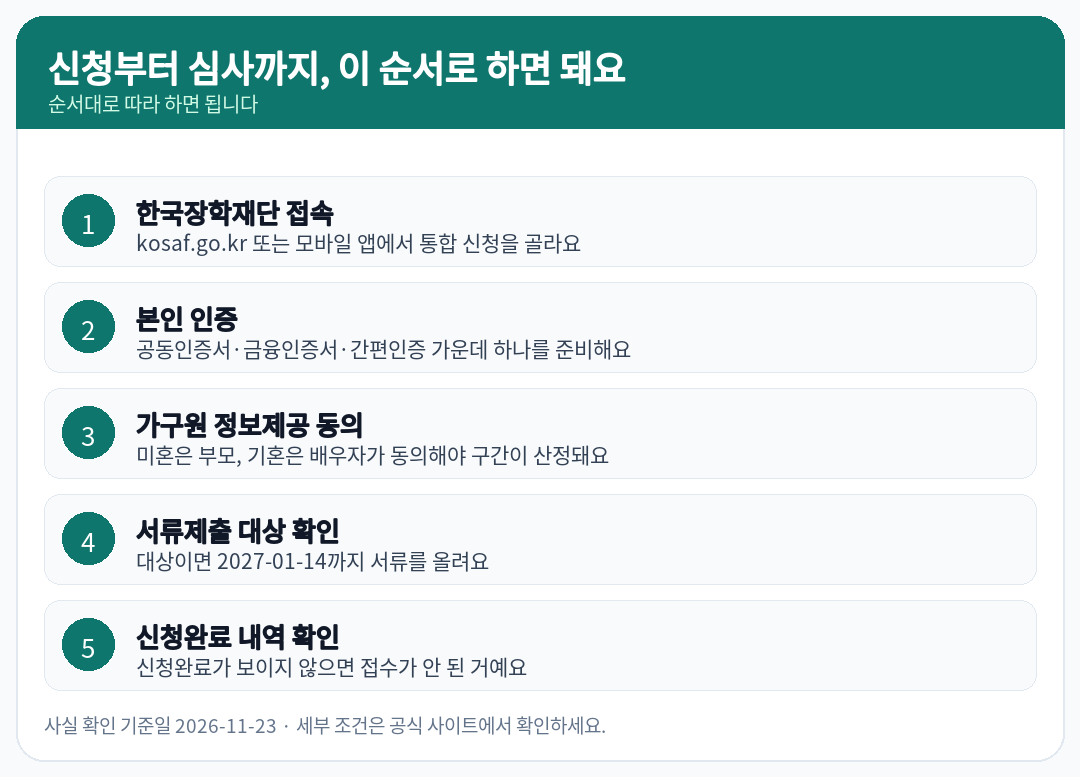 신청부터 심사까지, 이 순서로 하면 돼요
순서대로 따라 하면 됩니다
1
한국장학재단 접속
kosaf.go.kr 또는 모바일 앱에서 통합 신청을 골라요
2
본인 인증
공동인증서·금융인증서·간편인증 가운데 하나를 준비해요
3
가구원 정보제공 동의
미혼은 부모, 기혼은 배우자가 동의해야 구간이 산정돼요
4
서류제출 대상 확인
대상이면 2027-01-14까지 서류를 올려요
5
신청완료 내역 확인
신청완료가 보이지 않으면 접수가 안 된 거예요
사실 확인 기준일 2026-11-23 · 세부 조건은 공식 사이트에서 확인하세요.